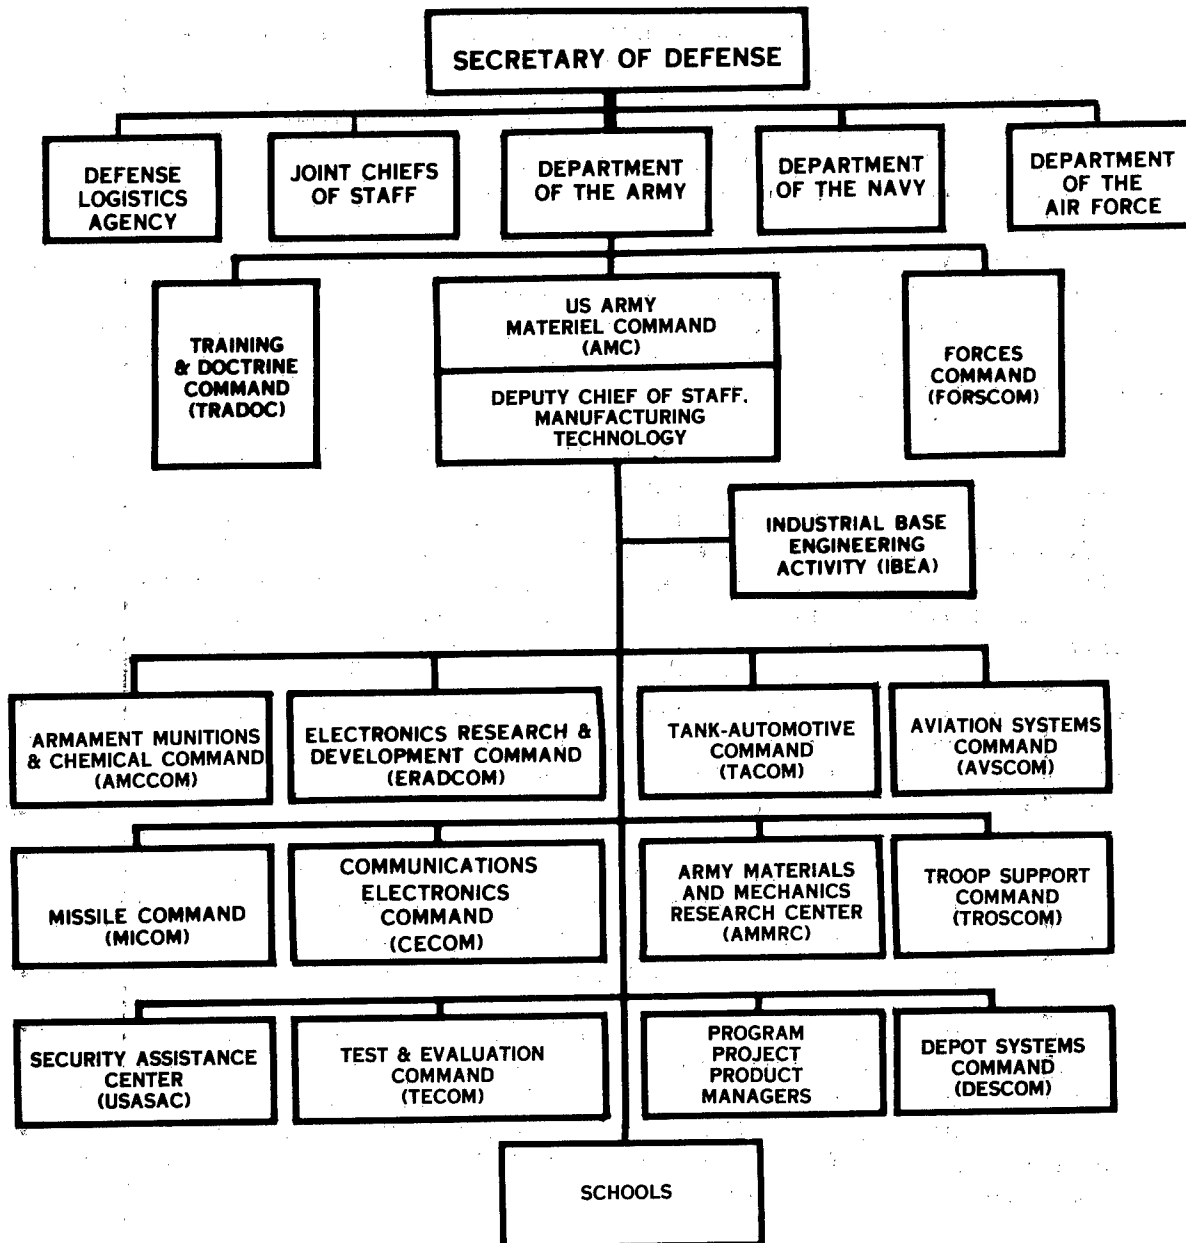 SECRETARY OF DEFENSE
DEFENSE
LOGISTICS
AGENCY
JOINT CHIEFS
OF STAFF
DEPARTMENT
OF THE ARMY
DEPARTMENT
OF THE NAVY
DEPARTMENT
OF THE
AIR FORCE
TRAINING
& DOCTRINE
COMMAND
(TRADOC)
US ARMY
MATERIEL COMMAND
(AMC)
DEPUTY CHIEF OF STAFF.
MANUFACTURING
TECHNOLOGY
FORCES
COMMAND
(FORSCOM)
INDUSTRIAL BASE
ENGINEERING
ACTIVITY (IBEA)
ARMAMENT MUNITIONS
& CHEMICAL COMMAND
(AMCCOM)
ELECTRONICS RESEARCH &
DEVELOPMENT COMMAND
(ERADCOM)
TANK-AUTOMOTIVE
COMMAND
(TACOM)
AVIATION SYSTEMS
COMMAND
(AVSCOM)
MISSILE COMMAND
(MICOM)
COMMUNICATIONS
ELECTRONICS
COMMAND
(CECOM)
ARMY MATERIALS
AND MECHANICS
RESEARCH CENTER
(AMMRC)
TROOP SUPPORT
COMMAND
(TROSCOM)
SECURITY ASSISTANCE
CENTER
(USASAC)
TEST & EVALUATION
COMMAND
(TECOM)
PROGRAM
PROJECT
PRODUCT
MANAGERS
DEPOT SYSTEMS
COMMAND
(DESCOM)
SCHOOLS